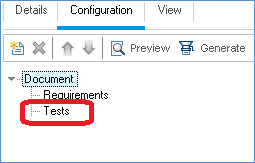 Details Configuration View
Preview Generate
Document
Requirements
Tests